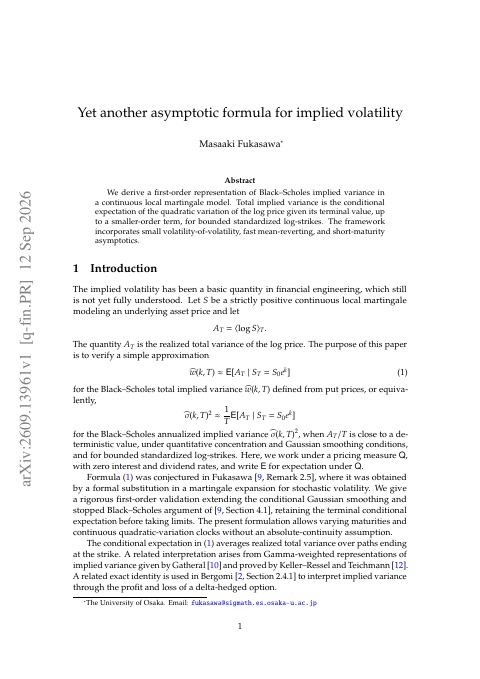 arXiv:2609.13961v1 [q-fin.PR] 12 Sep 2026
Yet another asymptotic formula for implied volatility
Masaaki Fukasawa*
Abstract
We derive a first-order representation of Black–Scholes implied variance in
a continuous local martingale model. Total implied variance is the conditional
expectation of the quadratic variation of the log price given its terminal value, up
to a smaller-order term, for bounded standardized log-strikes. The framework
incorporates small volatility-of-volatility, fast mean-reverting, and short-maturity
asymptotics.
1 Introduction
The implied volatility has been a basic quantity in financial engineering, which still
is not yet fully understood. Let S be a strictly positive continuous local martingale
modeling an underlying asset price and let
A_T = ⟨log S⟩_T.
The quantity A_T is the realized total variance of the log price. The purpose of this paper
is to verify a simple approximation
ŵ(k, T) ≈ E[A_T | S_T = S_0e^k] (1)
for the Black–Scholes total implied variance ŵ(k, T) defined from put prices, or equiva-
lently,
σ̂(k, T)² ≈ 1/T E[A_T | S_T = S_0e^k]
for the Black–Scholes annualized implied variance σ̂(k, T)², when A_T/T is close to a de-
terministic value, under quantitative concentration and Gaussian smoothing conditions,
and for bounded standardized log-strikes. Here, we work under a pricing measure Q,
with zero interest and dividend rates, and write E for expectation under Q.
Formula (1) was conjectured in Fukasawa [9, Remark 2.5], where it was obtained
by a formal substitution in a martingale expansion for stochastic volatility. We give
a rigorous first-order validation extending the conditional Gaussian smoothing and
stopped Black–Scholes argument of [9, Section 4.1], retaining the terminal conditional
expectation before taking limits. The present formulation allows varying maturities and
continuous quadratic-variation clocks without an absolute-continuity assumption.
The conditional expectation in (1) averages realized total variance over paths ending
at the strike. A related interpretation arises from Gamma-weighted representations of
implied variance given by Gatheral [10] and proved by Keller–Ressel and Teichmann [12].
A related exact identity is used in Bergomi [2, Section 2.4.1] to interpret implied variance
through the profit and loss of a delta-hedged option.
*The University of Osaka. Email: fukasawa@sigmath.es.osaka-u.ac.jp
1